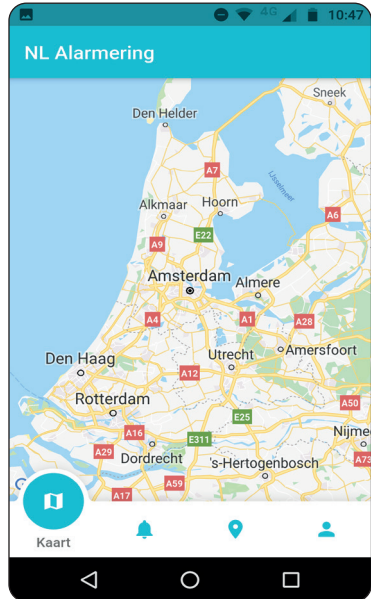 4G 10:47
NL Alarmering
Sneek
Den Helder
A7
IJsselmeer
Alkmaar Hoorn
A6
E22
A9
Amsterdam
Almere
A4 A1 A28
Utrecht Amersfoort
Den Haag
A12
Rotterdam
A50
E25
A16 E311 Nijme
A29 Dordrecht 's-Hertogenbosch A73
A59
A17
Kaart